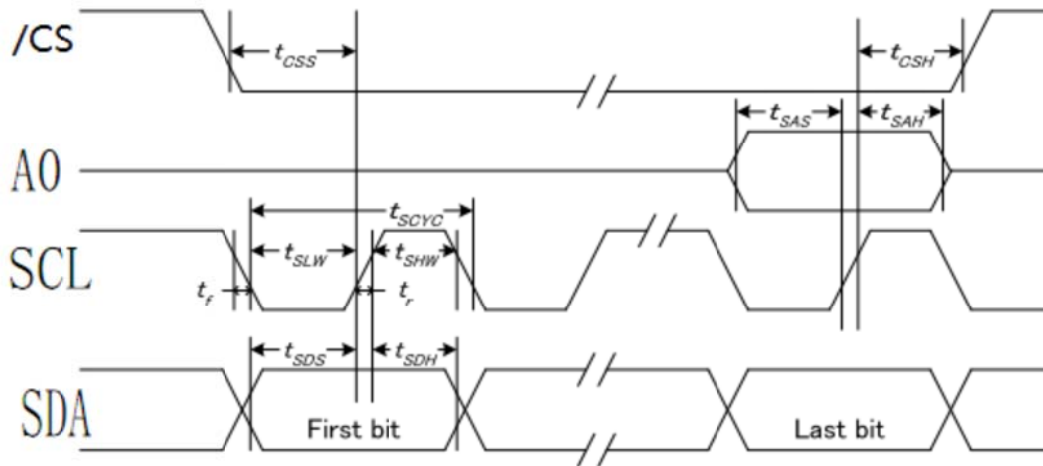 /CS
tCSS
tCSH
tSAS
tSAH
A0
tSCYC
SCL
tSLW
tSHW
tf
tr
tSDS
tSDH
SDA
First bit
Last bit